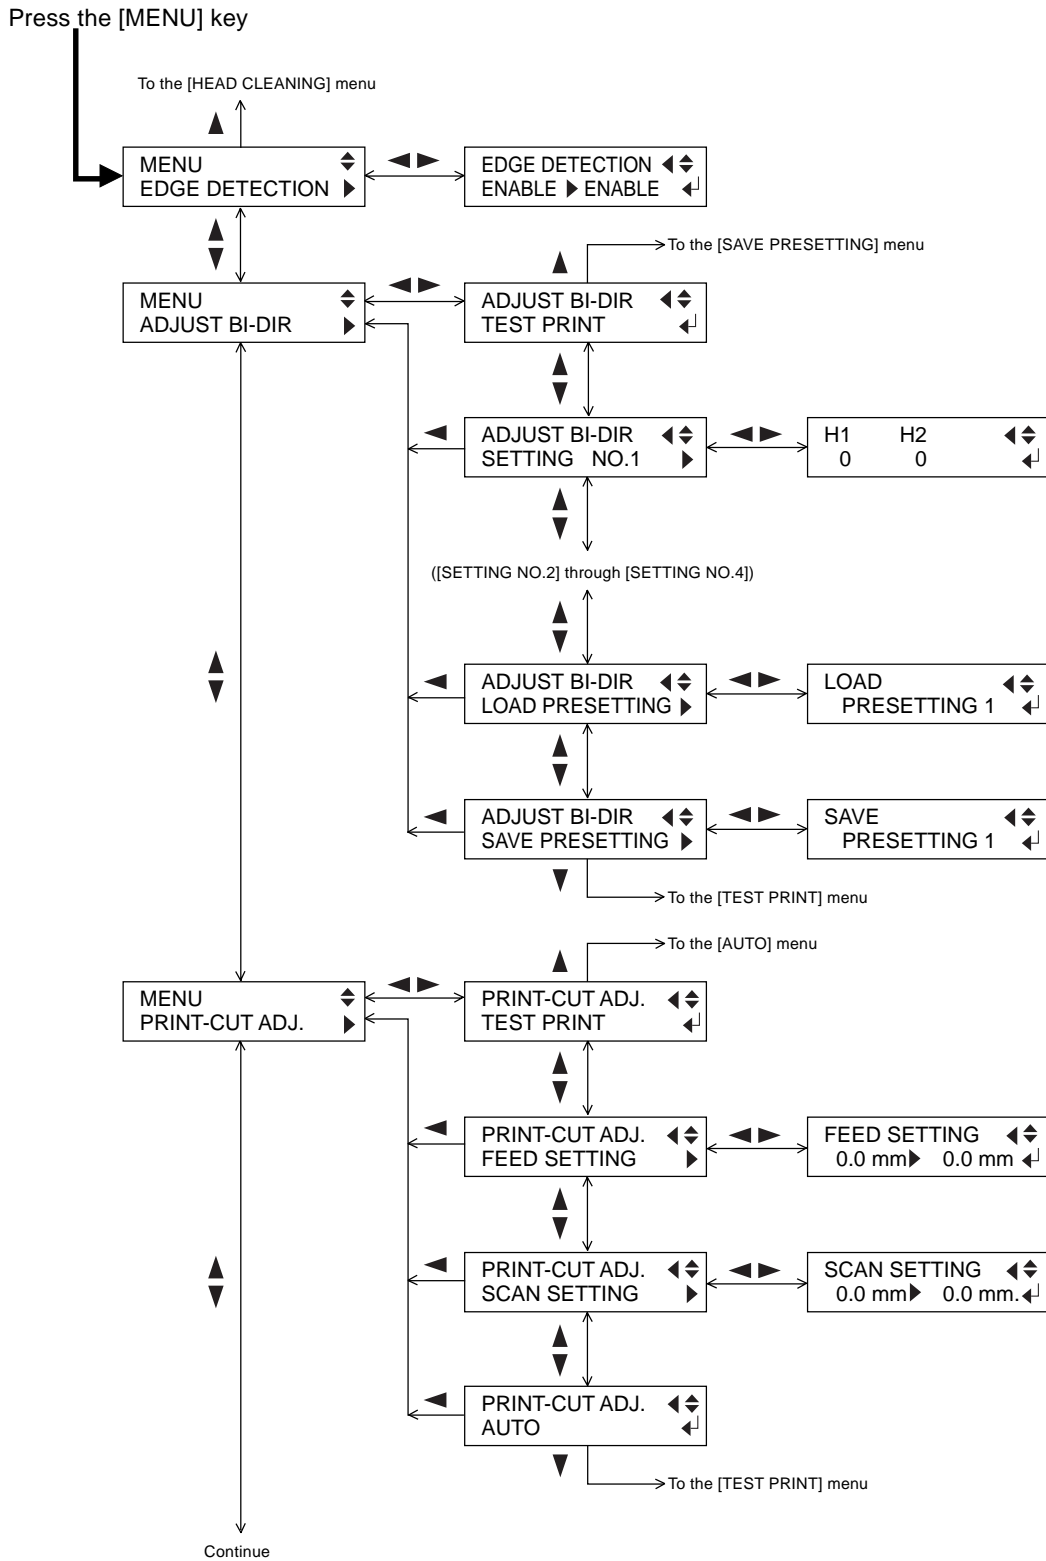 Press the [MENU] key
To the [HEAD CLEANING] menu
MENU
EDGE DETECTION
EDGE DETECTION
ENABLE ENABLE
To the [SAVE PRESETTING] menu
MENU
ADJUST BI-DIR
ADJUST BI-DIR
TEST PRINT
ADJUST BI-DIR
SETTING NO.1
H1 H2
0 0
([SETTING NO.2] through [SETTING NO.4])
ADJUST BI-DIR
LOAD PRESETTING
LOAD
PRESETTING 1
ADJUST BI-DIR
SAVE PRESETTING
SAVE
PRESETTING 1
To the [TEST PRINT] menu
To the [AUTO] menu
MENU
PRINT-CUT ADJ.
PRINT-CUT ADJ.
TEST PRINT
PRINT-CUT ADJ.
FEED SETTING
FEED SETTING
0.0 mm 0.0 mm
PRINT-CUT ADJ.
SCAN SETTING
SCAN SETTING
0.0 mm 0.0 mm.
PRINT-CUT ADJ.
AUTO
To the [TEST PRINT] menu
Continue